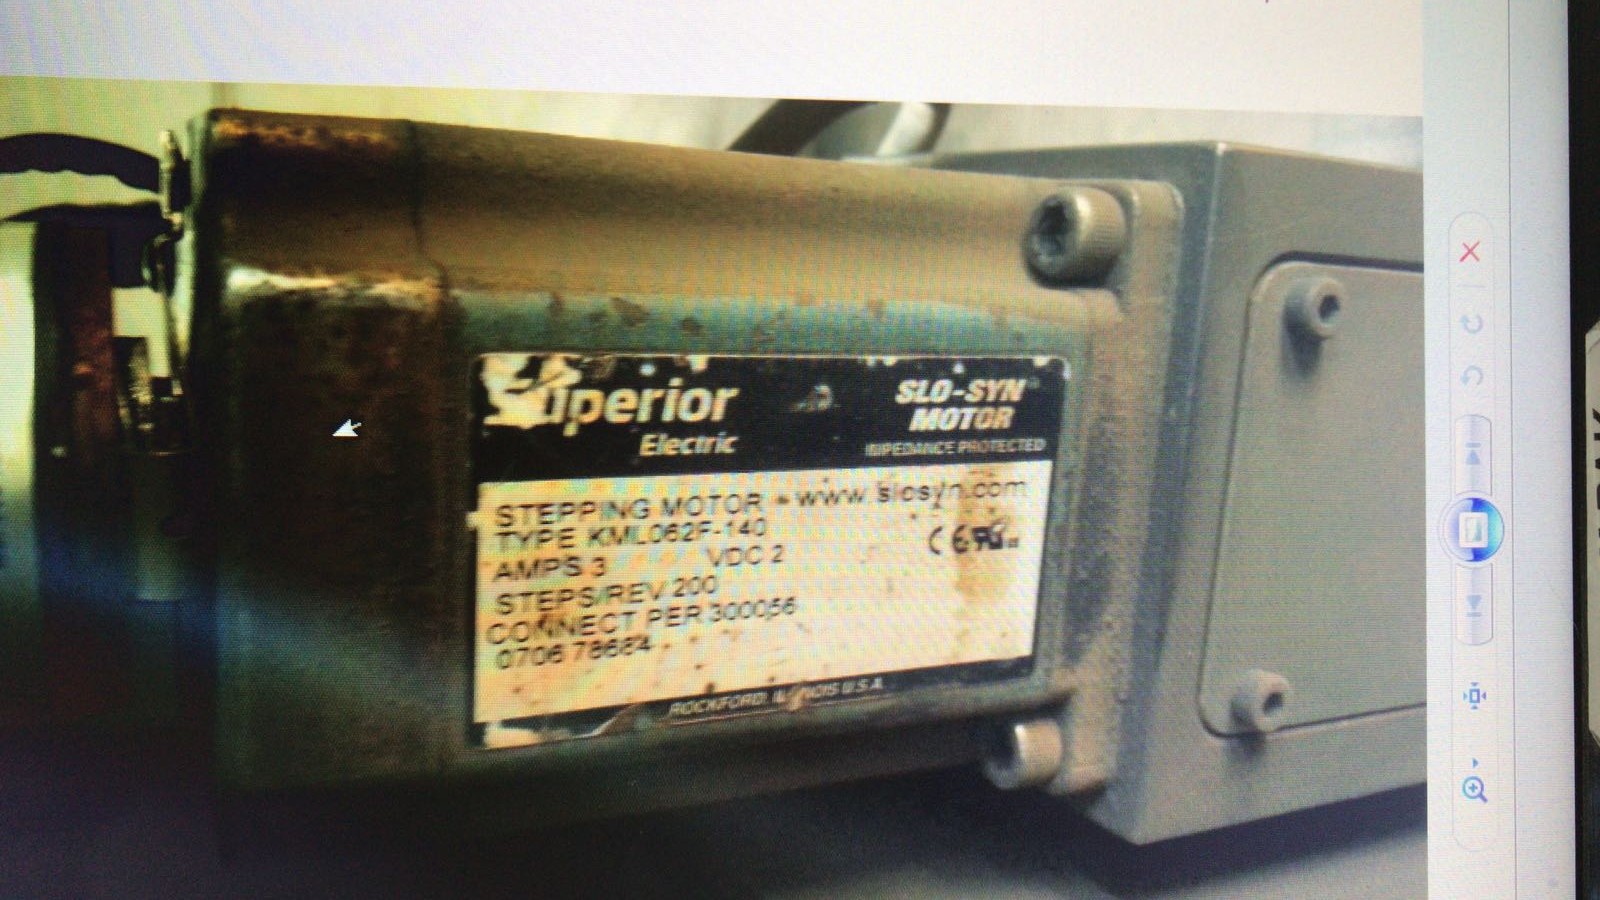 Superior
Electric
SLO-SYN
MOTOR
IMPEDANCE PROTECTED
STEPPING MOTOR - www.slosyn.com
TYPE KML062F-140
AMPS 3 VDC 2
STEPS/REV 200
CONNECT PER 300056
0706 78684
CE
ROCKFORD, ILLINOIS U.S.A.